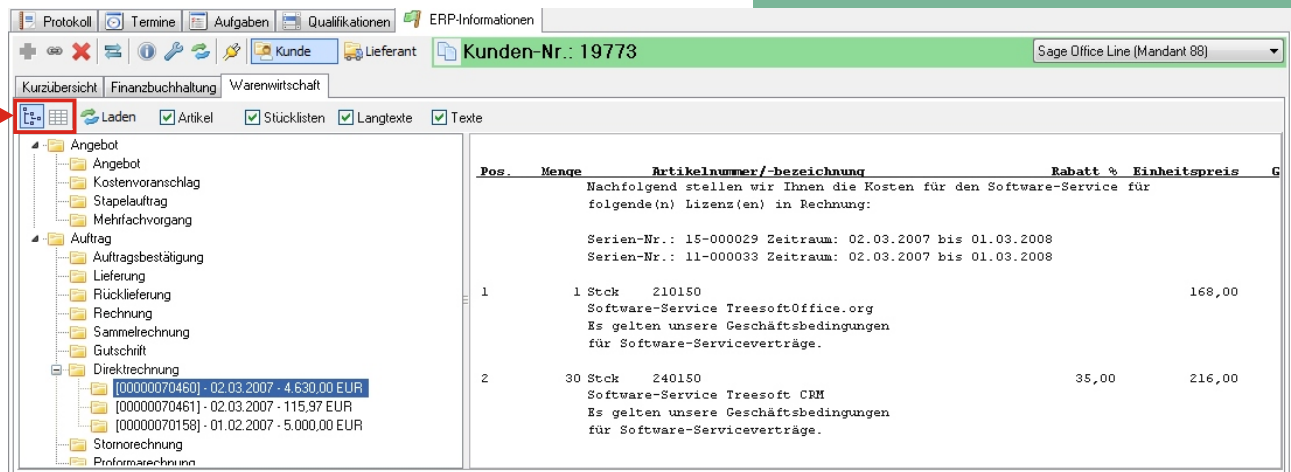 Protokoll Termine Aufgaben Qualifikationen ERP-Informationen
Kunde Lieferant Kunden-Nr.: 19773 Sage Office Line (Mandant 88)
Kurzübersicht Finanzbuchhaltung Warenwirtschaft
Laden Artikel Stücklisten Langtexte Texte
Angebot
Angebot
Kostenvoranschlag
Stapelauftrag
Mehrfachvorgang
Auftrag
Auftragsbestätigung
Lieferung
Rücklieferung
Rechnung
Sammelrechnung
Gutschrift
Direktrechnung
[00000070460] - 02.03.2007 - 4.630,00 EUR
[00000070461] - 02.03.2007 - 115,97 EUR
[00000070158] - 01.02.2007 - 5.000,00 EUR
Stornorechnung
Proformarechnung
Pos. Menge Artikelnummer/-bezeichnung Rabatt % Einheitspreis G
Nachfolgend stellen wir Ihnen die Kosten für den Software-Service für
folgende(n) Lizenz(en) in Rechnung:
Serien-Nr.: 15-000029 Zeitraum: 02.03.2007 bis 01.03.2008
Serien-Nr.: 11-000033 Zeitraum: 02.03.2007 bis 01.03.2008
1 1 Stck 210150 168,00
Software-Service TreesoftOffice.org
Es gelten unsere Geschäftsbedingungen
für Software-Serviceverträge.
2 30 Stck 240150 35,00 216,00
Software-Service Treesoft CRM
Es gelten unsere Geschäftsbedingungen
für Software-Serviceverträge.